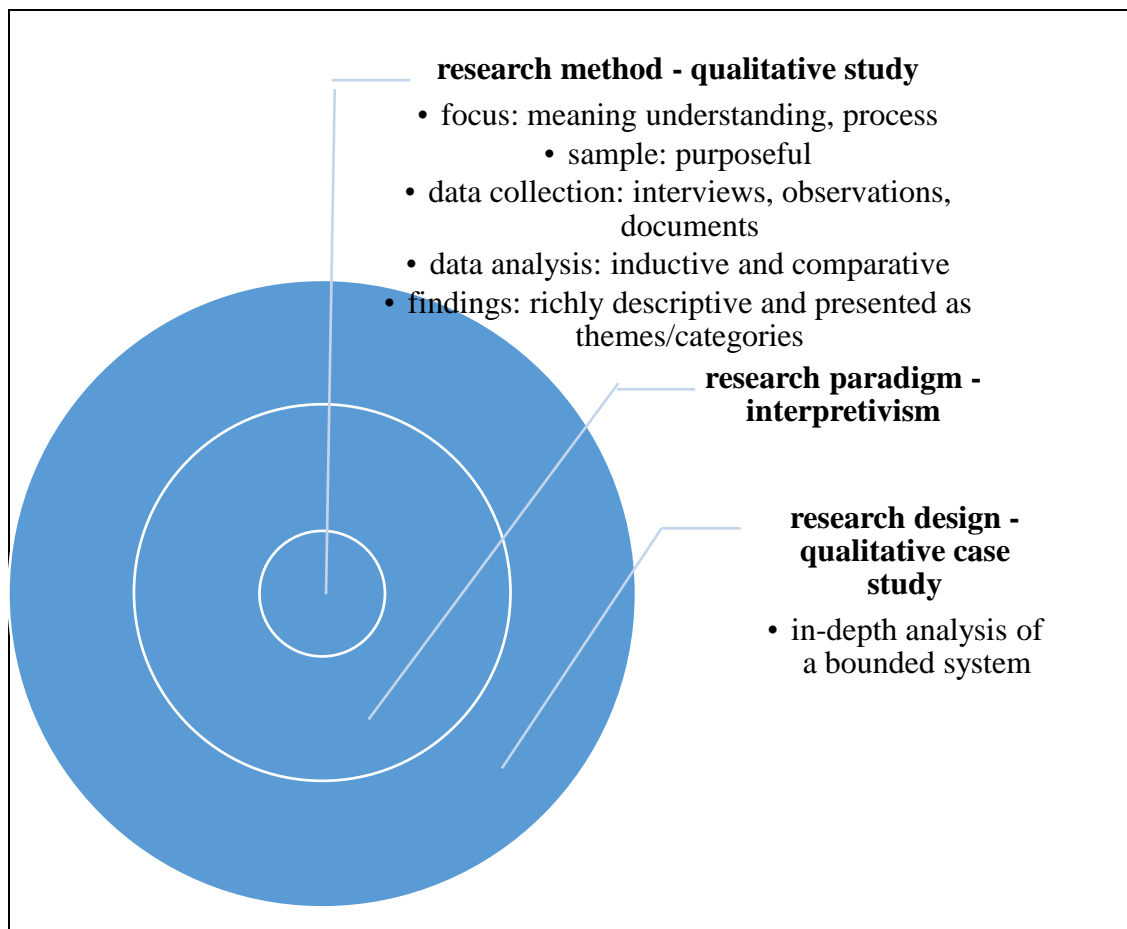 research method - qualitative study
• focus: meaning understanding, process
• sample: purposeful
• data collection: interviews, observations,
documents
• data analysis: inductive and comparative
• findings: richly descriptive and presented as
themes/categories
research paradigm -
interpretivism
research design -
qualitative case
study
• in-depth analysis of
a bounded system